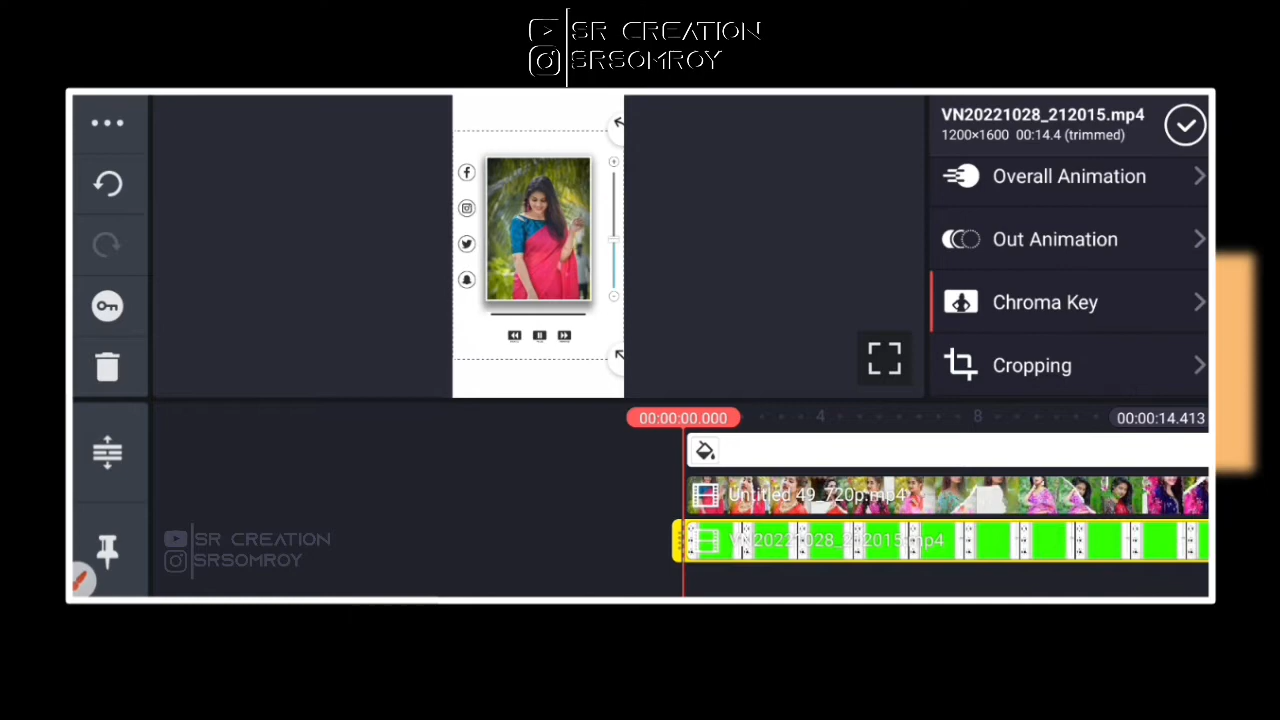 SR CREATION
SRSOMROY
VN20221028_212015.mp4
1200×1600 00:14.4 (trimmed)
Overall Animation
Out Animation
Chroma Key
Cropping
00:00:00.000
4
8
00:00:14.413
Untitled 49_720p.mp4
VN20221028_212015.mp4
SR CREATION
SRSOMROY